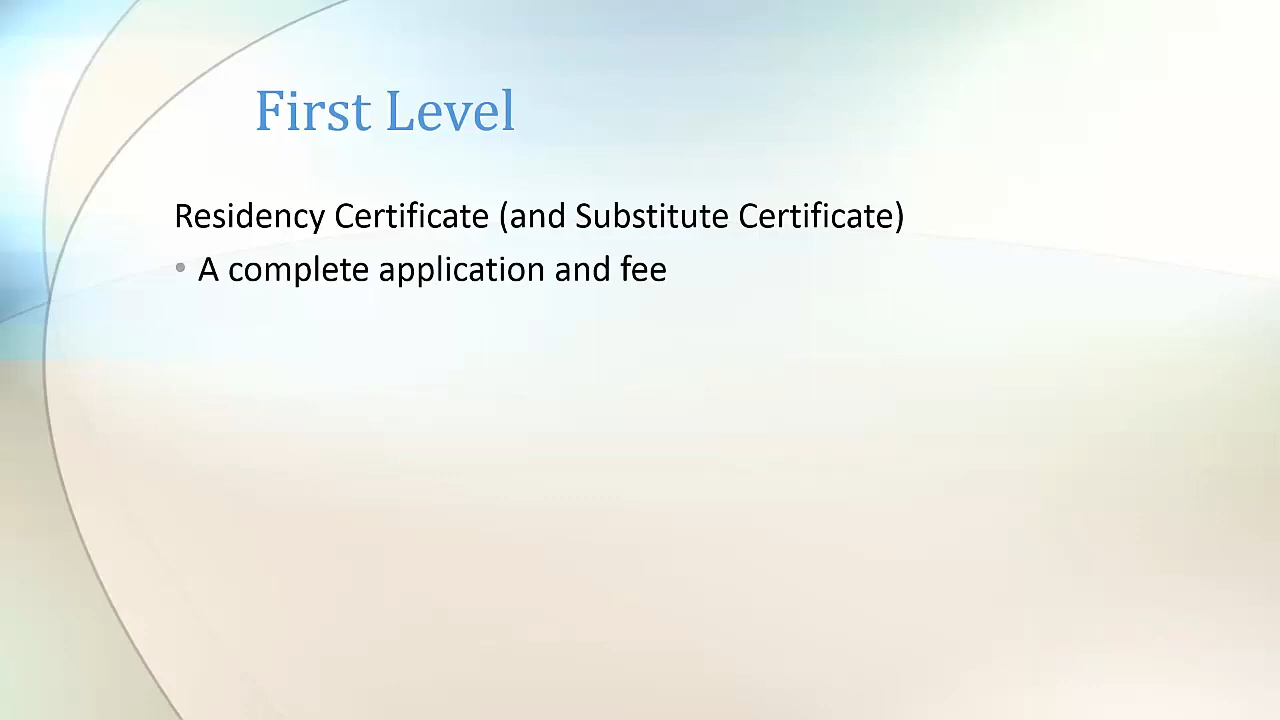 First Level
Residency Certificate (and Substitute Certificate)
• A complete application and fee